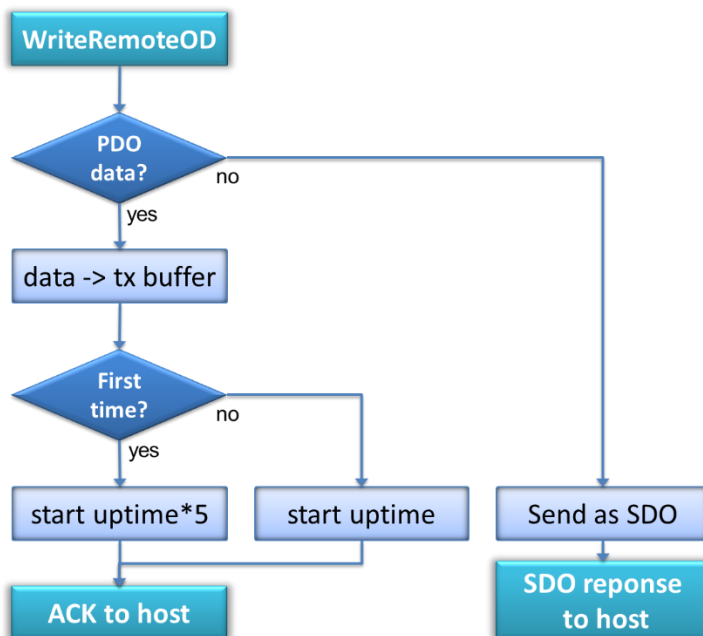 WriteRemoteOD
PDO
data?
no
yes
data -> tx buffer
First
time?
no
yes
start uptime*5
start uptime
Send as SDO
ACK to host
SDO reponse
to host